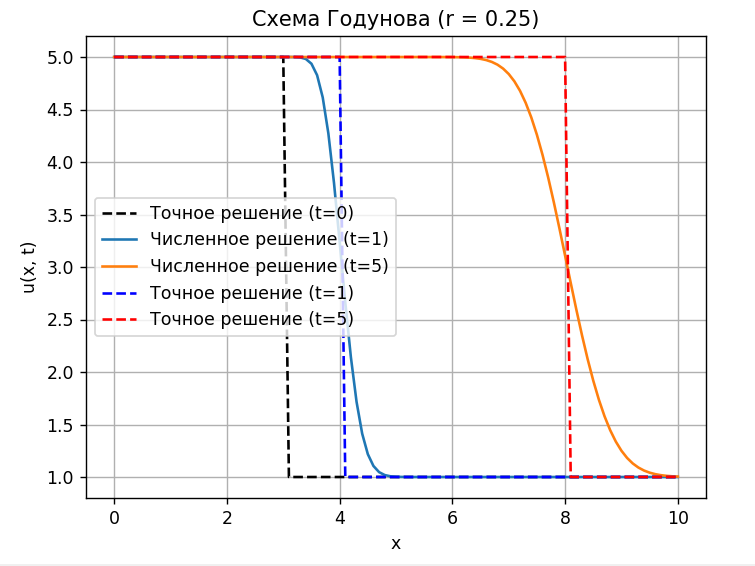 Схема Годунова (r = 0.25)
5.0
4.5
4.0
3.5
3.0
2.5
2.0
1.5
1.0
u(x, t)
Точное решение (t=0)
Численное решение (t=1)
Численное решение (t=5)
Точное решение (t=1)
Точное решение (t=5)
0 2 4 6 8 10
x